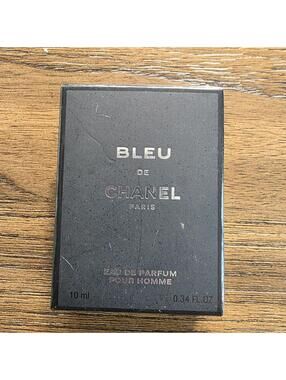 BLEU
DE
CHANEL
PARIS
EAU DE PARFUM
POUR HOMME
10 ml 0.34 FL.OZ